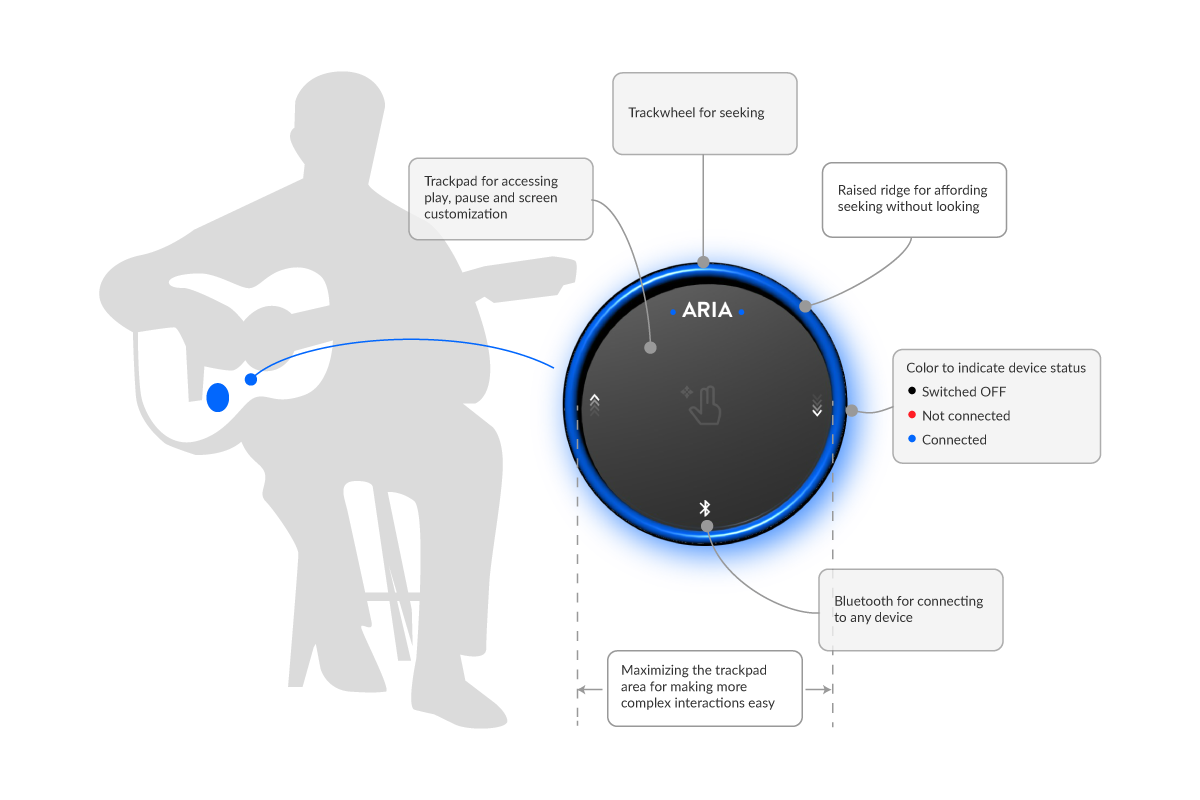 Trackwheel for seeking
Trackpad for accessing
play, pause and screen
customization
Raised ridge for affording
seeking without looking
ARIA
Color to indicate device status
Switched OFF
Not connected
Connected
Bluetooth for connecting
to any device
Maximizing the trackpad
area for making more
complex interactions easy